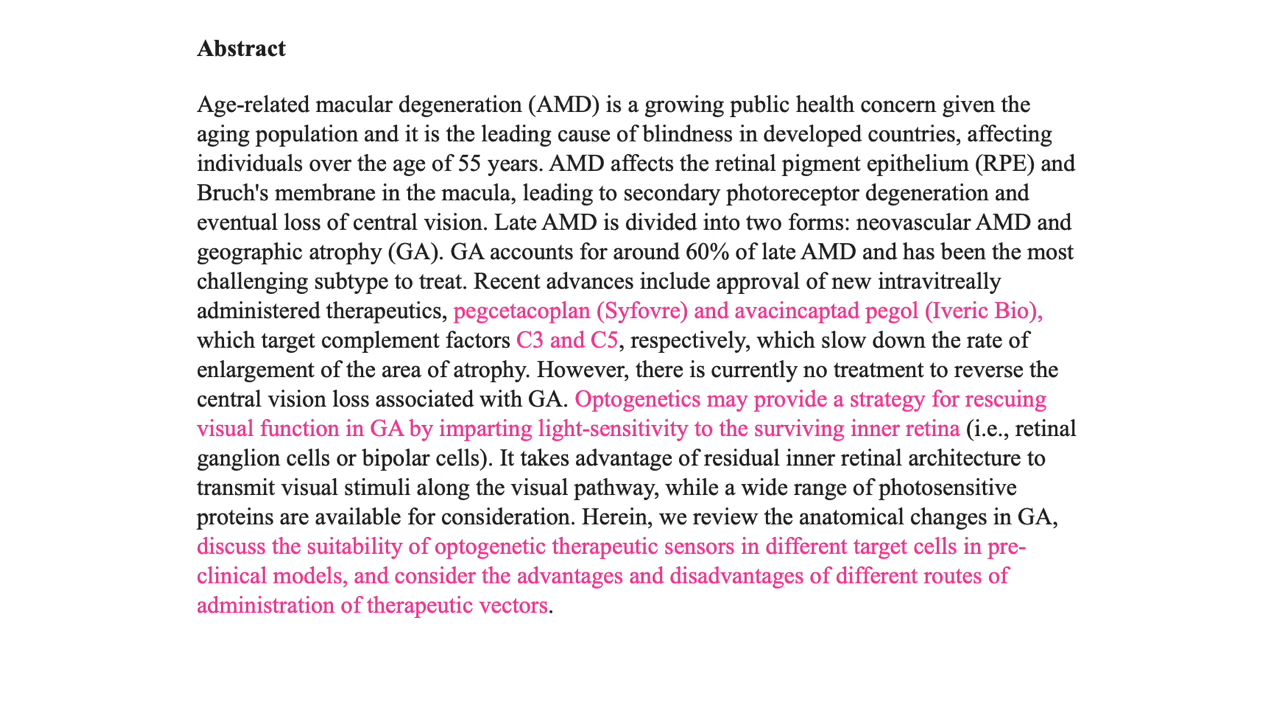 Abstract
Age-related macular degeneration (AMD) is a growing public health concern given the
aging population and it is the leading cause of blindness in developed countries, affecting
individuals over the age of 55 years. AMD affects the retinal pigment epithelium (RPE) and
Bruch's membrane in the macula, leading to secondary photoreceptor degeneration and
eventual loss of central vision. Late AMD is divided into two forms: neovascular AMD and
geographic atrophy (GA). GA accounts for around 60% of late AMD and has been the most
challenging subtype to treat. Recent advances include approval of new intravitreally
administered therapeutics, pegcetacoplan (Syfovre) and avacincaptad pegol (Iveric Bio),
which target complement factors C3 and C5, respectively, which slow down the rate of
enlargement of the area of atrophy. However, there is currently no treatment to reverse the
central vision loss associated with GA. Optogenetics may provide a strategy for rescuing
visual function in GA by imparting light-sensitivity to the surviving inner retina (i.e., retinal
ganglion cells or bipolar cells). It takes advantage of residual inner retinal architecture to
transmit visual stimuli along the visual pathway, while a wide range of photosensitive
proteins are available for consideration. Herein, we review the anatomical changes in GA,
discuss the suitability of optogenetic therapeutic sensors in different target cells in pre-
clinical models, and consider the advantages and disadvantages of different routes of
administration of therapeutic vectors.